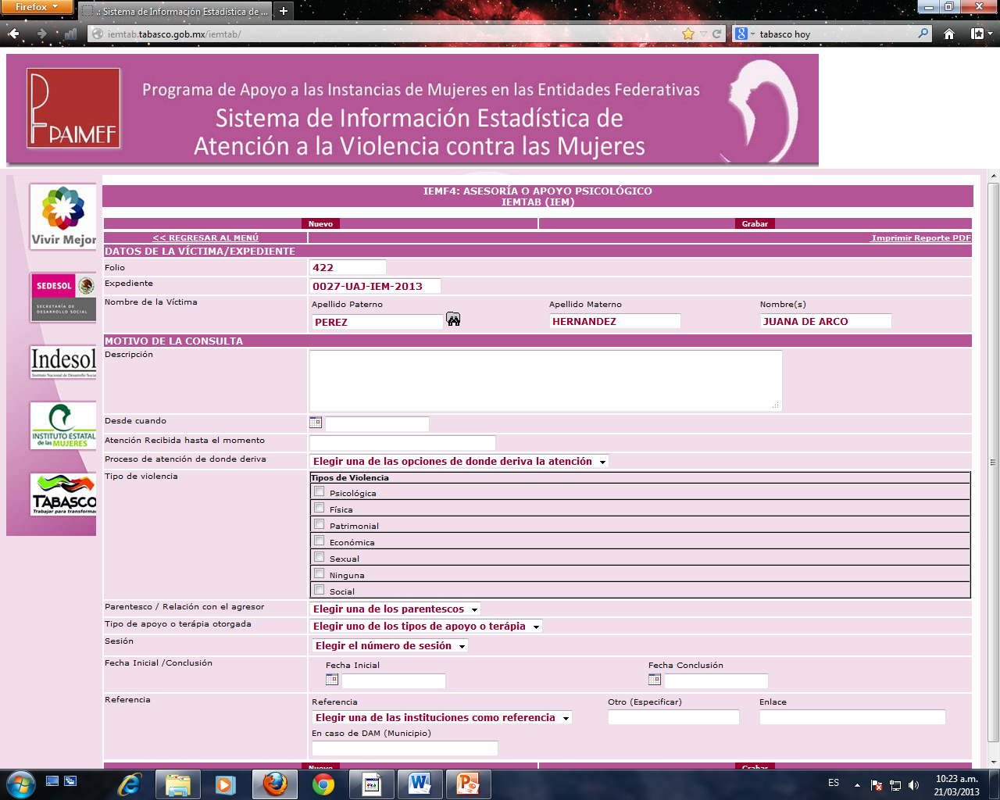 Firefox
.: Sistema de Información Estadística de ...
iemtab.tabasco.gob.mx/iemtab/
tabasco hoy
PAIMEF
Programa de Apoyo a las Instancias de Mujeres en las Entidades Federativas
Sistema de Información Estadística de
Atención a la Violencia contra las Mujeres
Vivir Mejor
SEDESOL
SECRETARÍA DE
DESARROLLO SOCIAL
Indesol
Instituto Nacional de Desarrollo Social
INSTITUTO ESTATAL
de las MUJERES
TABASCO
Trabajar para transformar
IEMF4: ASESORÍA O APOYO PSICOLÓGICO
IEMTAB (IEM)
Nuevo Grabar
<< REGRESAR AL MENÚ Imprimir Reporte PDF
DATOS DE LA VÍCTIMA/EXPEDIENTE
Folio 422
Expediente 0027-UAJ-IEM-2013
Nombre de la Víctima Apellido Paterno Apellido Materno Nombre(s)
PEREZ HERNANDEZ JUANA DE ARCO
MOTIVO DE LA CONSULTA
Descripción
Desde cuando
Atención Recibida hasta el momento
Proceso de atención de donde deriva Elegir una de las opciones de donde deriva la atención
Tipo de violencia Tipos de Violencia
Psicológica
Física
Patrimonial
Económica
Sexual
Ninguna
Social
Parentesco / Relación con el agresor Elegir una de los parentescos
Tipo de apoyo o terápia otorgada Elegir uno de los tipos de apoyo o terápia
Sesión Elegir el número de sesión
Fecha Inicial /Conclusión Fecha Inicial Fecha Conclusión
Referencia Referencia Otro (Especificar) Enlace
Elegir una de las instituciones como referencia
En caso de DAM (Municipio)
Nuevo Grabar
ES 10:23 a.m.
21/03/2013